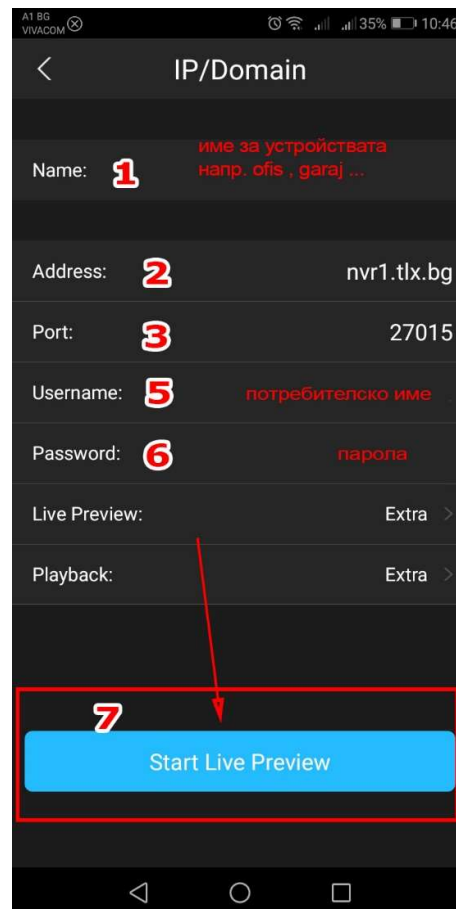 A1 BG
VIVACOM 35% 10:46
IP/Domain
име за устройствата
Name: 1 напр. ofis , garaj ...
Address: 2 nvr1.tlx.bg
Port: 3 27015
Username: 5 потребителско име
Password: 6 парола
Live Preview: Extra
Playback: Extra
7
Start Live Preview